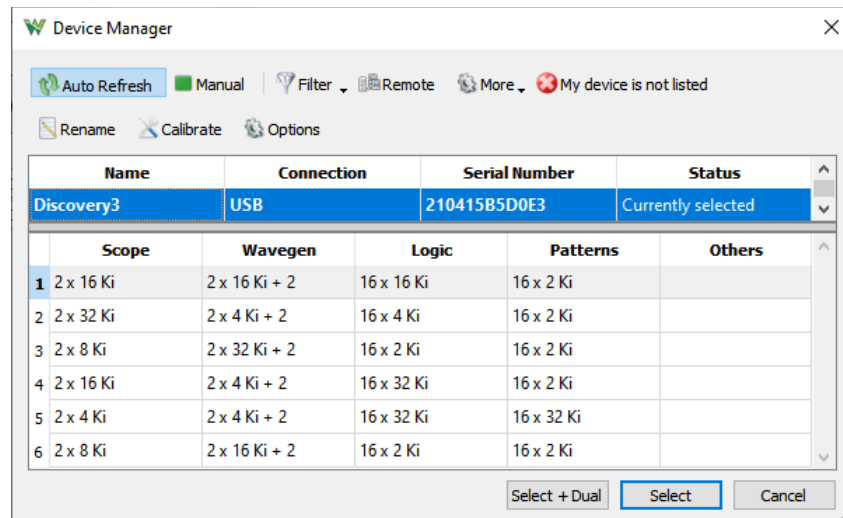 Device Manager
Auto Refresh Manual Filter Remote More My device is not listed
Rename Calibrate Options
Name Connection Serial Number Status
Discovery3 USB 210415B5D0E3 Currently selected
Scope Wavegen Logic Patterns Others
1 2 x 16 Ki 2 x 16 Ki + 2 16 x 16 Ki 16 x 2 Ki
2 2 x 32 Ki 2 x 4 Ki + 2 16 x 4 Ki 16 x 2 Ki
3 2 x 8 Ki 2 x 32 Ki + 2 16 x 2 Ki 16 x 2 Ki
4 2 x 16 Ki 2 x 4 Ki + 2 16 x 32 Ki 16 x 2 Ki
5 2 x 4 Ki 2 x 4 Ki + 2 16 x 32 Ki 16 x 32 Ki
6 2 x 8 Ki 2 x 16 Ki + 2 16 x 2 Ki 16 x 2 Ki
Select + Dual Select Cancel